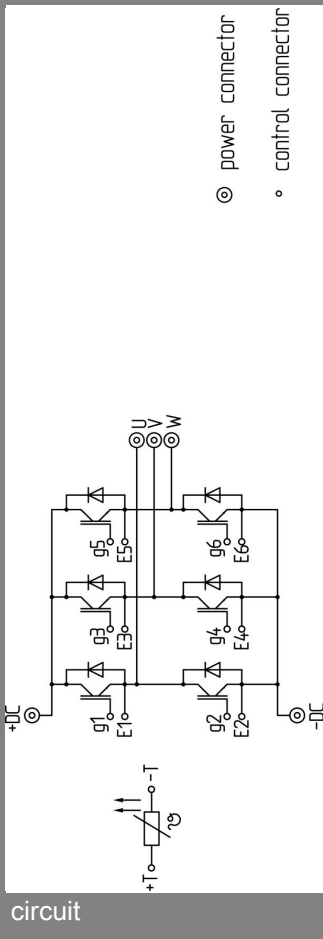 power connector
control connector
U
V
W
g5
E5
g6
E6
g3
E3
g4
E4
+DC
g1
E1
g2
E2
-DC
-T
ϑ
+T
circuit